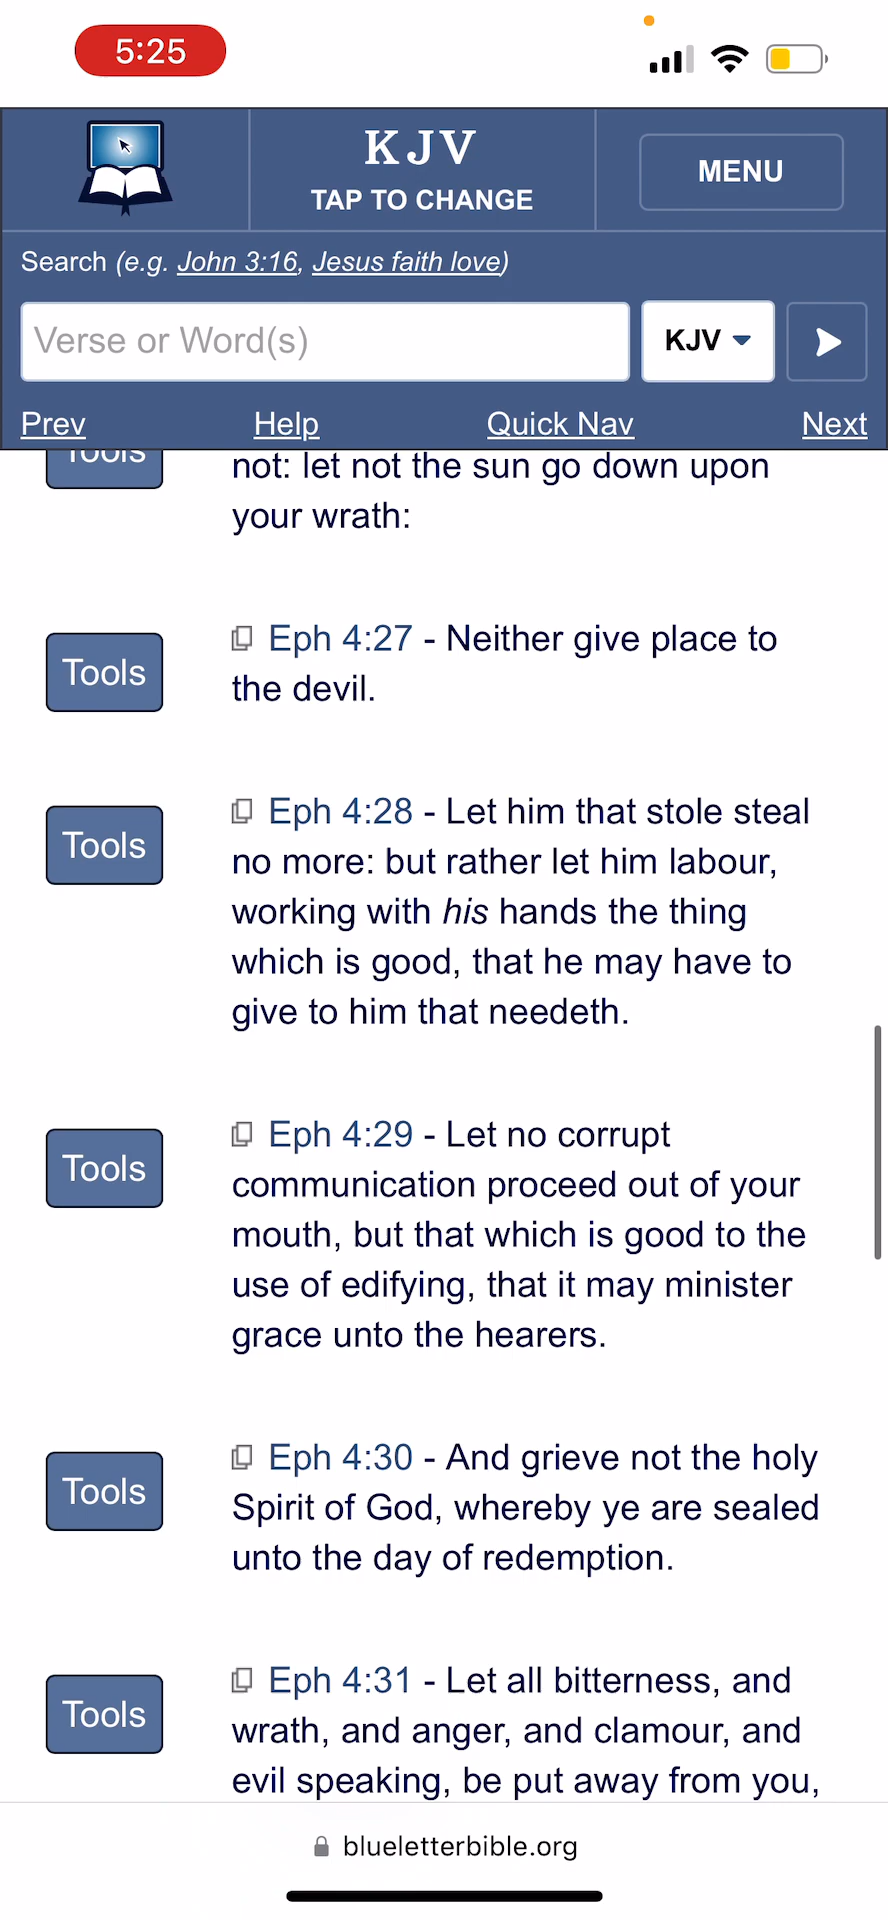 5:25
KJV
TAP TO CHANGE
MENU
Search (e.g. John 3:16, Jesus faith love)
Verse or Word(s)
KJV
Prev Help Quick Nav Next
Tools
not: let not the sun go down upon
your wrath:
Eph 4:27 - Neither give place to
Tools
the devil.
Eph 4:28 - Let him that stole steal
Tools
no more: but rather let him labour,
working with his hands the thing
which is good, that he may have to
give to him that needeth.
Eph 4:29 - Let no corrupt
Tools
communication proceed out of your
mouth, but that which is good to the
use of edifying, that it may minister
grace unto the hearers.
Eph 4:30 - And grieve not the holy
Tools
Spirit of God, whereby ye are sealed
unto the day of redemption.
Eph 4:31 - Let all bitterness, and
Tools
wrath, and anger, and clamour, and
evil speaking, be put away from you,
blueletterbible.org